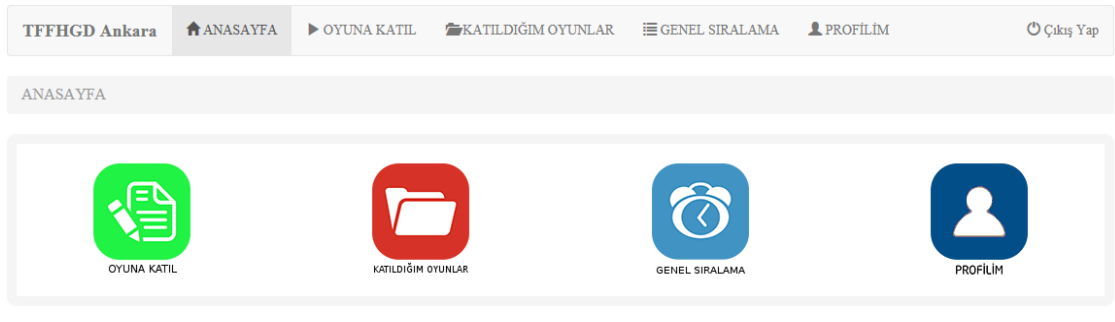 TFFHGD Ankara ANASAYFA OYUNA KATIL KATILDIĞIM OYUNLAR GENEL SIRALAMA PROFİLİM Çıkış Yap
ANASAYFA
OYUNA KATIL KATILDIĞIM OYUNLAR GENEL SIRALAMA PROFİLİM